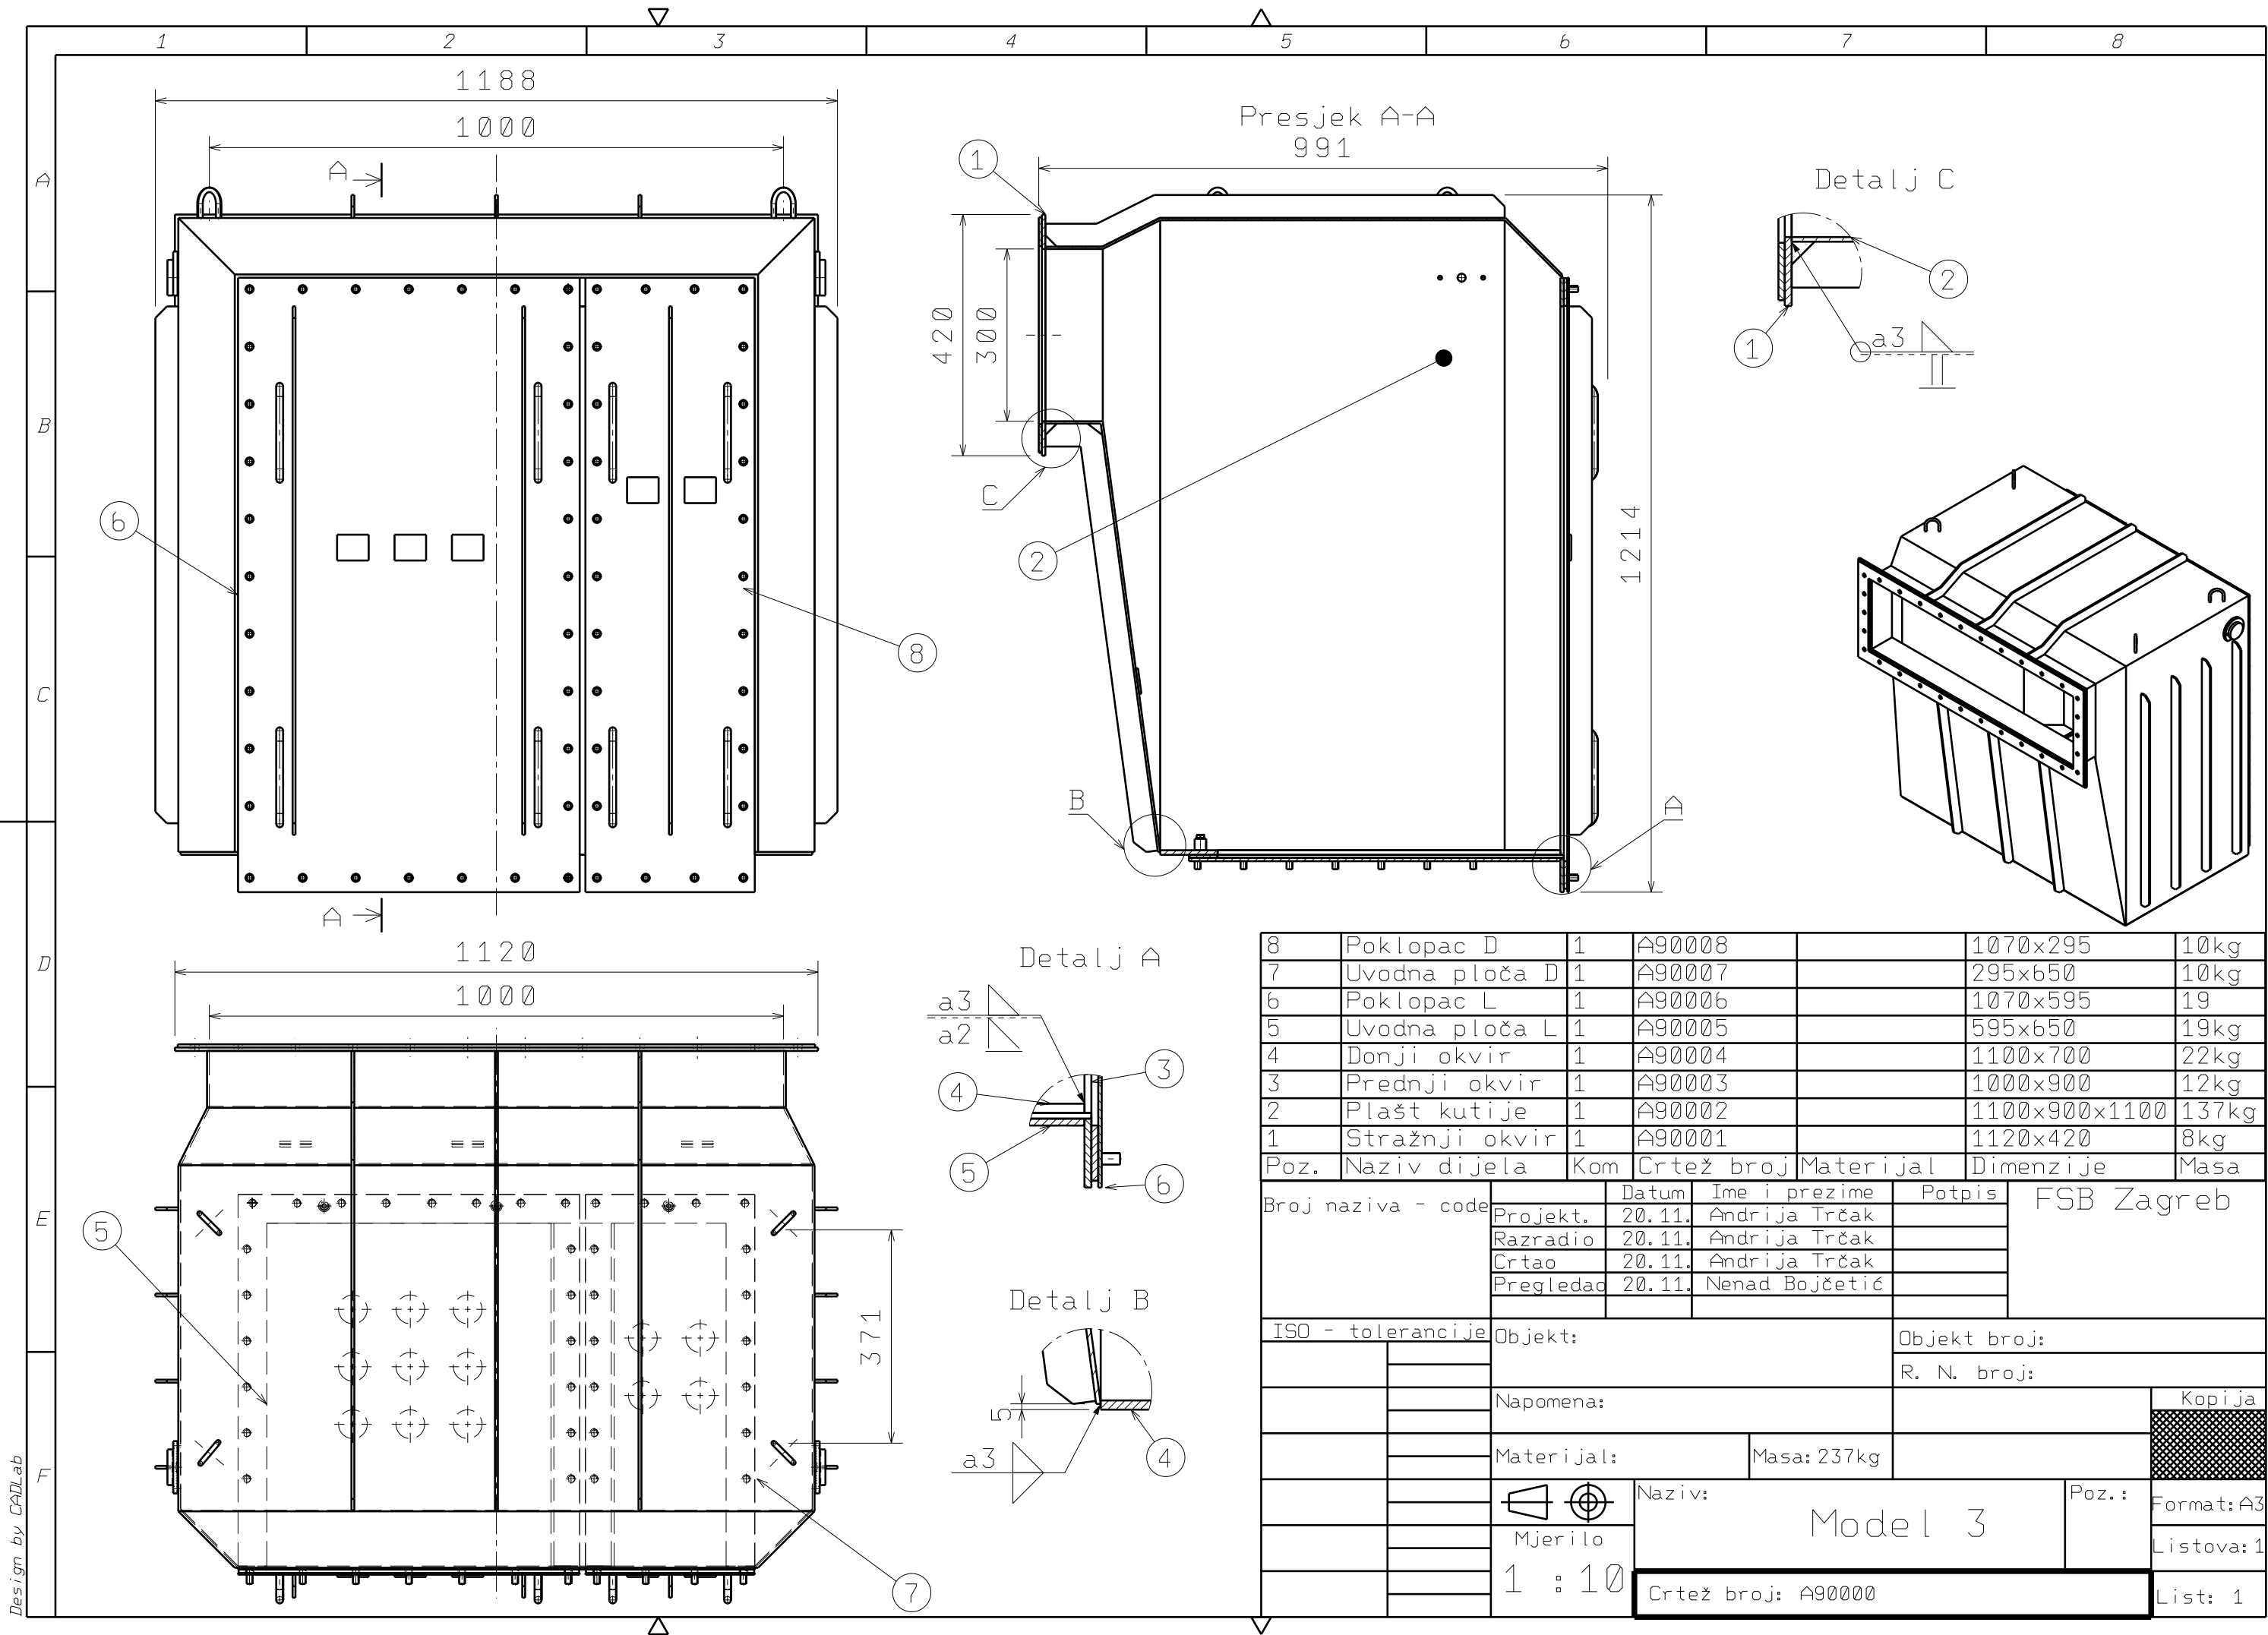 1 2 3 4 5 6 7 8
A
B
C
D
E
F
Design by CADLab
1188
1000
A
A
6
8
Presjek A-A
991
1
420
300
2
C
B
A
1214
Detalj C
2
1
a3
1120
1000
371
5
7
Detalj A
a3
a2
3
4
5
6
Detalj B
5
a3
4
8 Poklopac D 1 A90008 1070x295 10kg
7 Uvodna ploča D 1 A90007 295x650 10kg
6 Poklopac L 1 A90006 1070x595 19
5 Uvodna ploča L 1 A90005 595x650 19kg
4 Donji okvir 1 A90004 1100x700 22kg
3 Prednji okvir 1 A90003 1000x900 12kg
2 Plašt kutije 1 A90002 1100x900x1100 137kg
1 Stražnji okvir 1 A90001 1120x420 8kg
Poz. Naziv dijela Kom Crtež broj Materijal Dimenzije Masa
Broj naziva - code
Datum Ime i prezime Potpis
Projekt. 20.11. Andrija Trčak
Razradio 20.11. Andrija Trčak
Crtao 20.11. Andrija Trčak
Pregledao 20.11. Nenad Bojčetić
FSB Zagreb
ISO - tolerancije
Objekt:
Objekt broj:
R. N. broj:
Napomena:
Kopija
Materijal:
Masa: 237kg
Naziv:
Model 3
Poz.:
Format: A3
Mjerilo
1 : 10
Listova: 1
Crtež broj: A90000
List: 1